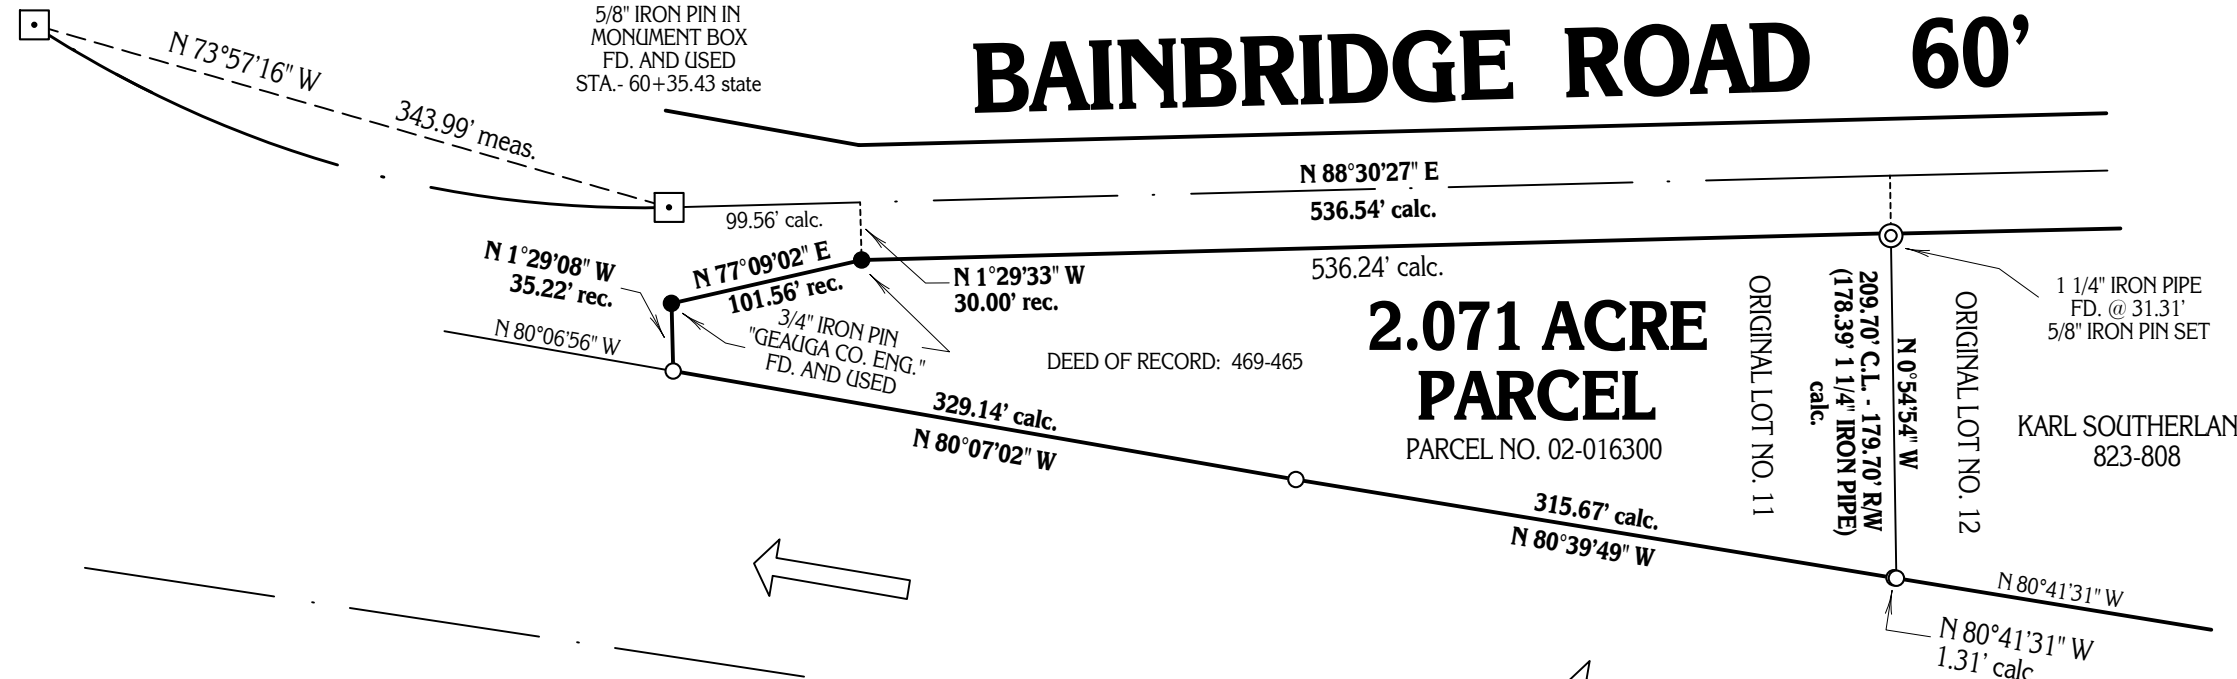 5/8" IRON PIN IN
MONUMENT BOX
FD. AND USED
STA.- 60+35.43 state
BAINBRIDGE ROAD 60'
N 73°57'16" W
343.99' meas.
N 88°30'27" E
536.54' calc.
99.56' calc.
N 1°29'08" W
35.22' rec.
N 77°09'02" E
101.56' rec.
N 1°29'33" W
30.00' rec.
536.24' calc.
3/4" IRON PIN
"GEAUGA CO. ENG."
FD. AND USED
N 80°06'56" W
DEED OF RECORD: 469-465
2.071 ACRE
PARCEL
PARCEL NO. 02-016300
329.14' calc.
N 80°07'02" W
315.67' calc.
N 80°39'49" W
ORIGINAL LOT NO. 11
N 0°54'54" W
209.70' C.L. - 179.70' R/W
(178.39' 1 1/4" IRON PIPE)
calc.
ORIGINAL LOT NO. 12
1 1/4" IRON PIPE
FD. @ 31.31'
5/8" IRON PIN SET
KARL SOUTHERLAN
823-808
N 80°41'31" W
N 80°41'31" W
1.31' calc